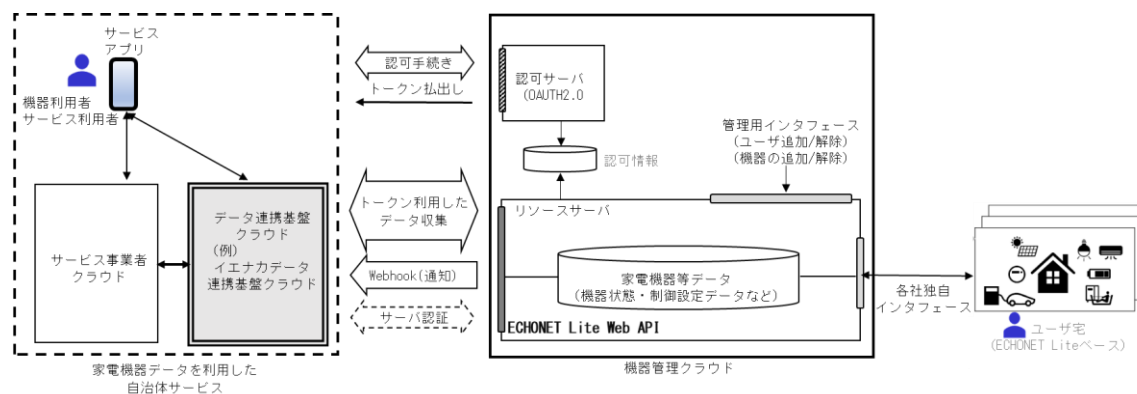 サービス
アプリ
機器利用者
サービス利用者
サービス事業者
クラウド
データ連携基盤
クラウド
(例)
イエナカデータ
連携基盤クラウド
家電機器データを利用した
自治体サービス
認可手続き
トークン払出し
トークン利用した
データ収集
Webhook(通知)
サーバ認証
認可サーバ
(OAUTH2.0
認可情報
管理用インタフェース
(ユーザ追加/解除)
(機器の追加/解除)
リソースサーバ
家電機器等データ
(機器状態・制御設定データなど)
ECHONET Lite Web API
機器管理クラウド
各社独自
インタフェース
ユーザ宅
(ECHONET Liteベース)